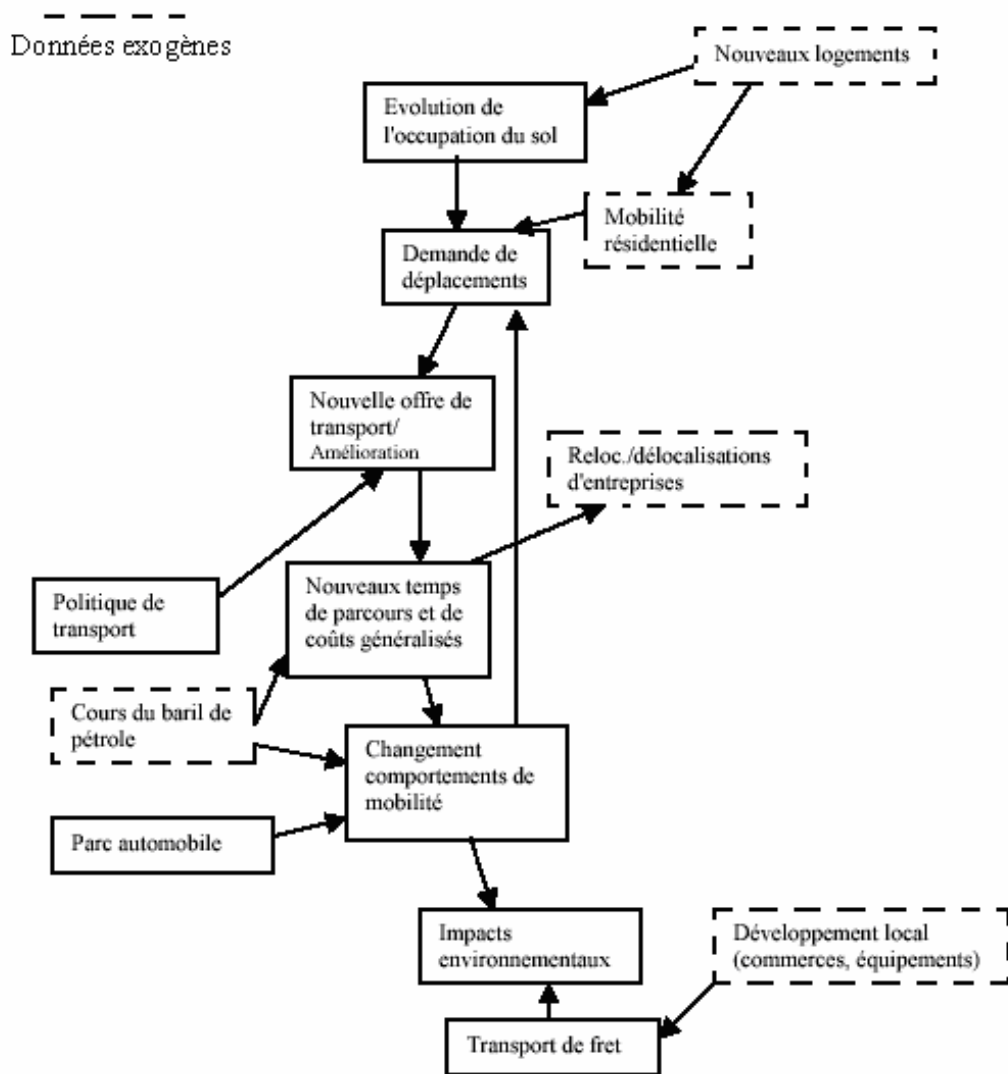 Données exogènes
Nouveaux logements
Evolution de
l'occupation du sol
Mobilité
résidentielle
Demande de
déplacements
Nouvelle offre de
transport/
Amélioration
Reloc./délocalisations
d'entreprises
Politique de
transport
Nouveaux temps
de parcours et de
coûts généralisés
Cours du baril de
pétrole
Changement
comportements de
mobilité
Parc automobile
Impacts
environnementaux
Développement local
(commerces, équipements)
Transport de fret